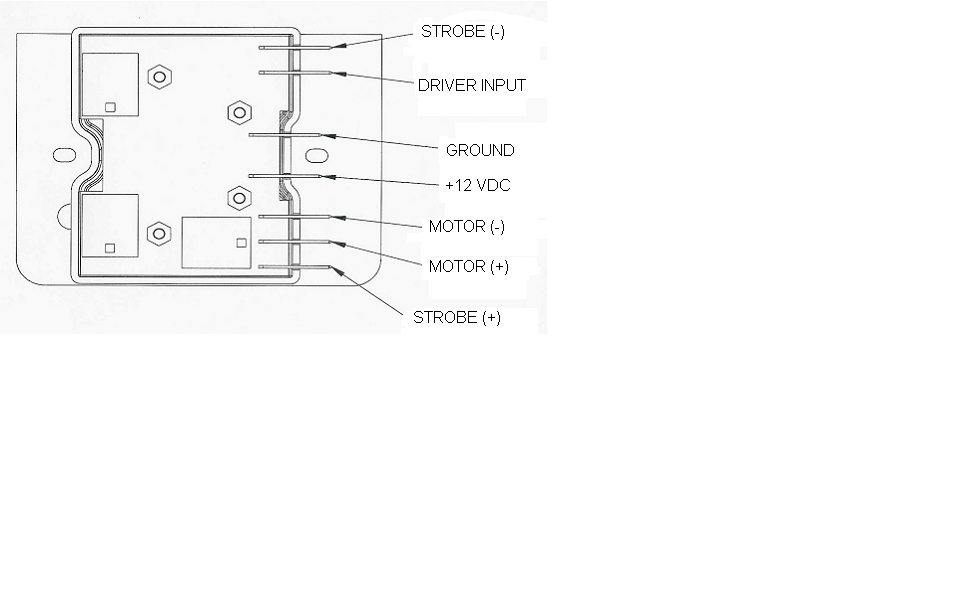 STROBE (-)
DRIVER INPUT
GROUND
+12 VDC
MOTOR (-)
MOTOR (+)
STROBE (+)